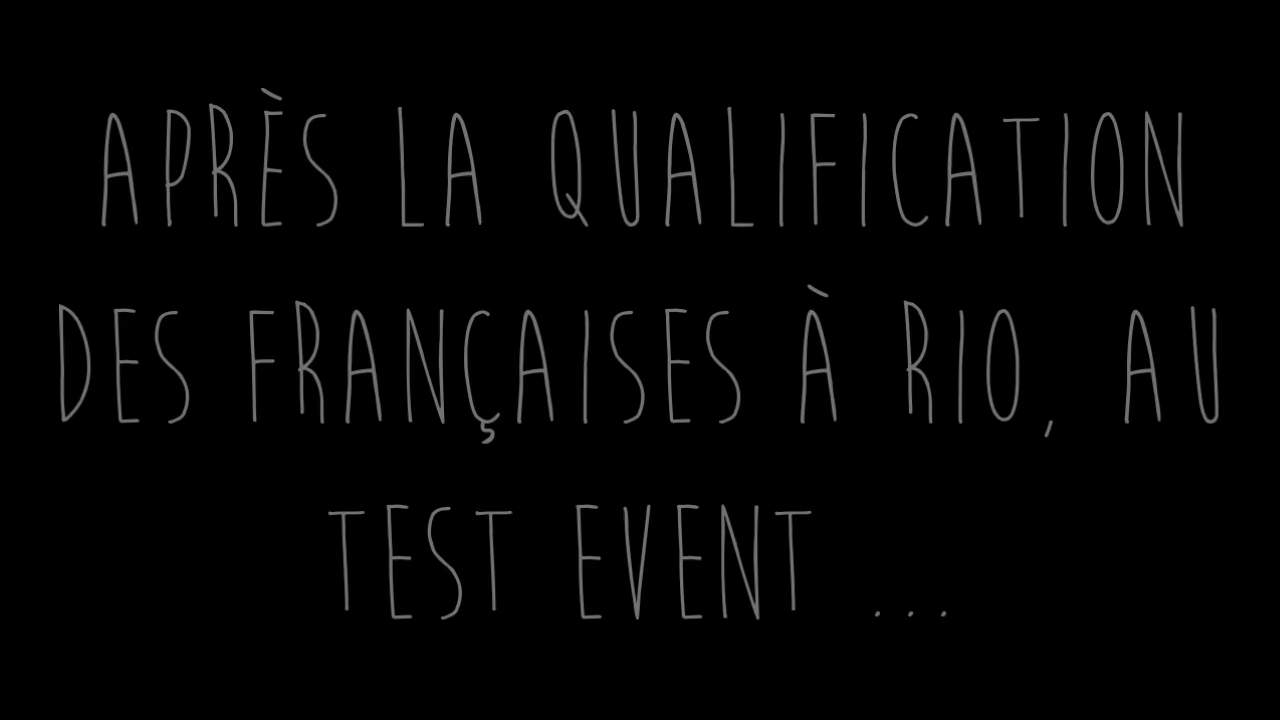 APRÈS LA QUALIFICATION
DES FRANÇAISES À RIO, AU
TEST EVENT ...